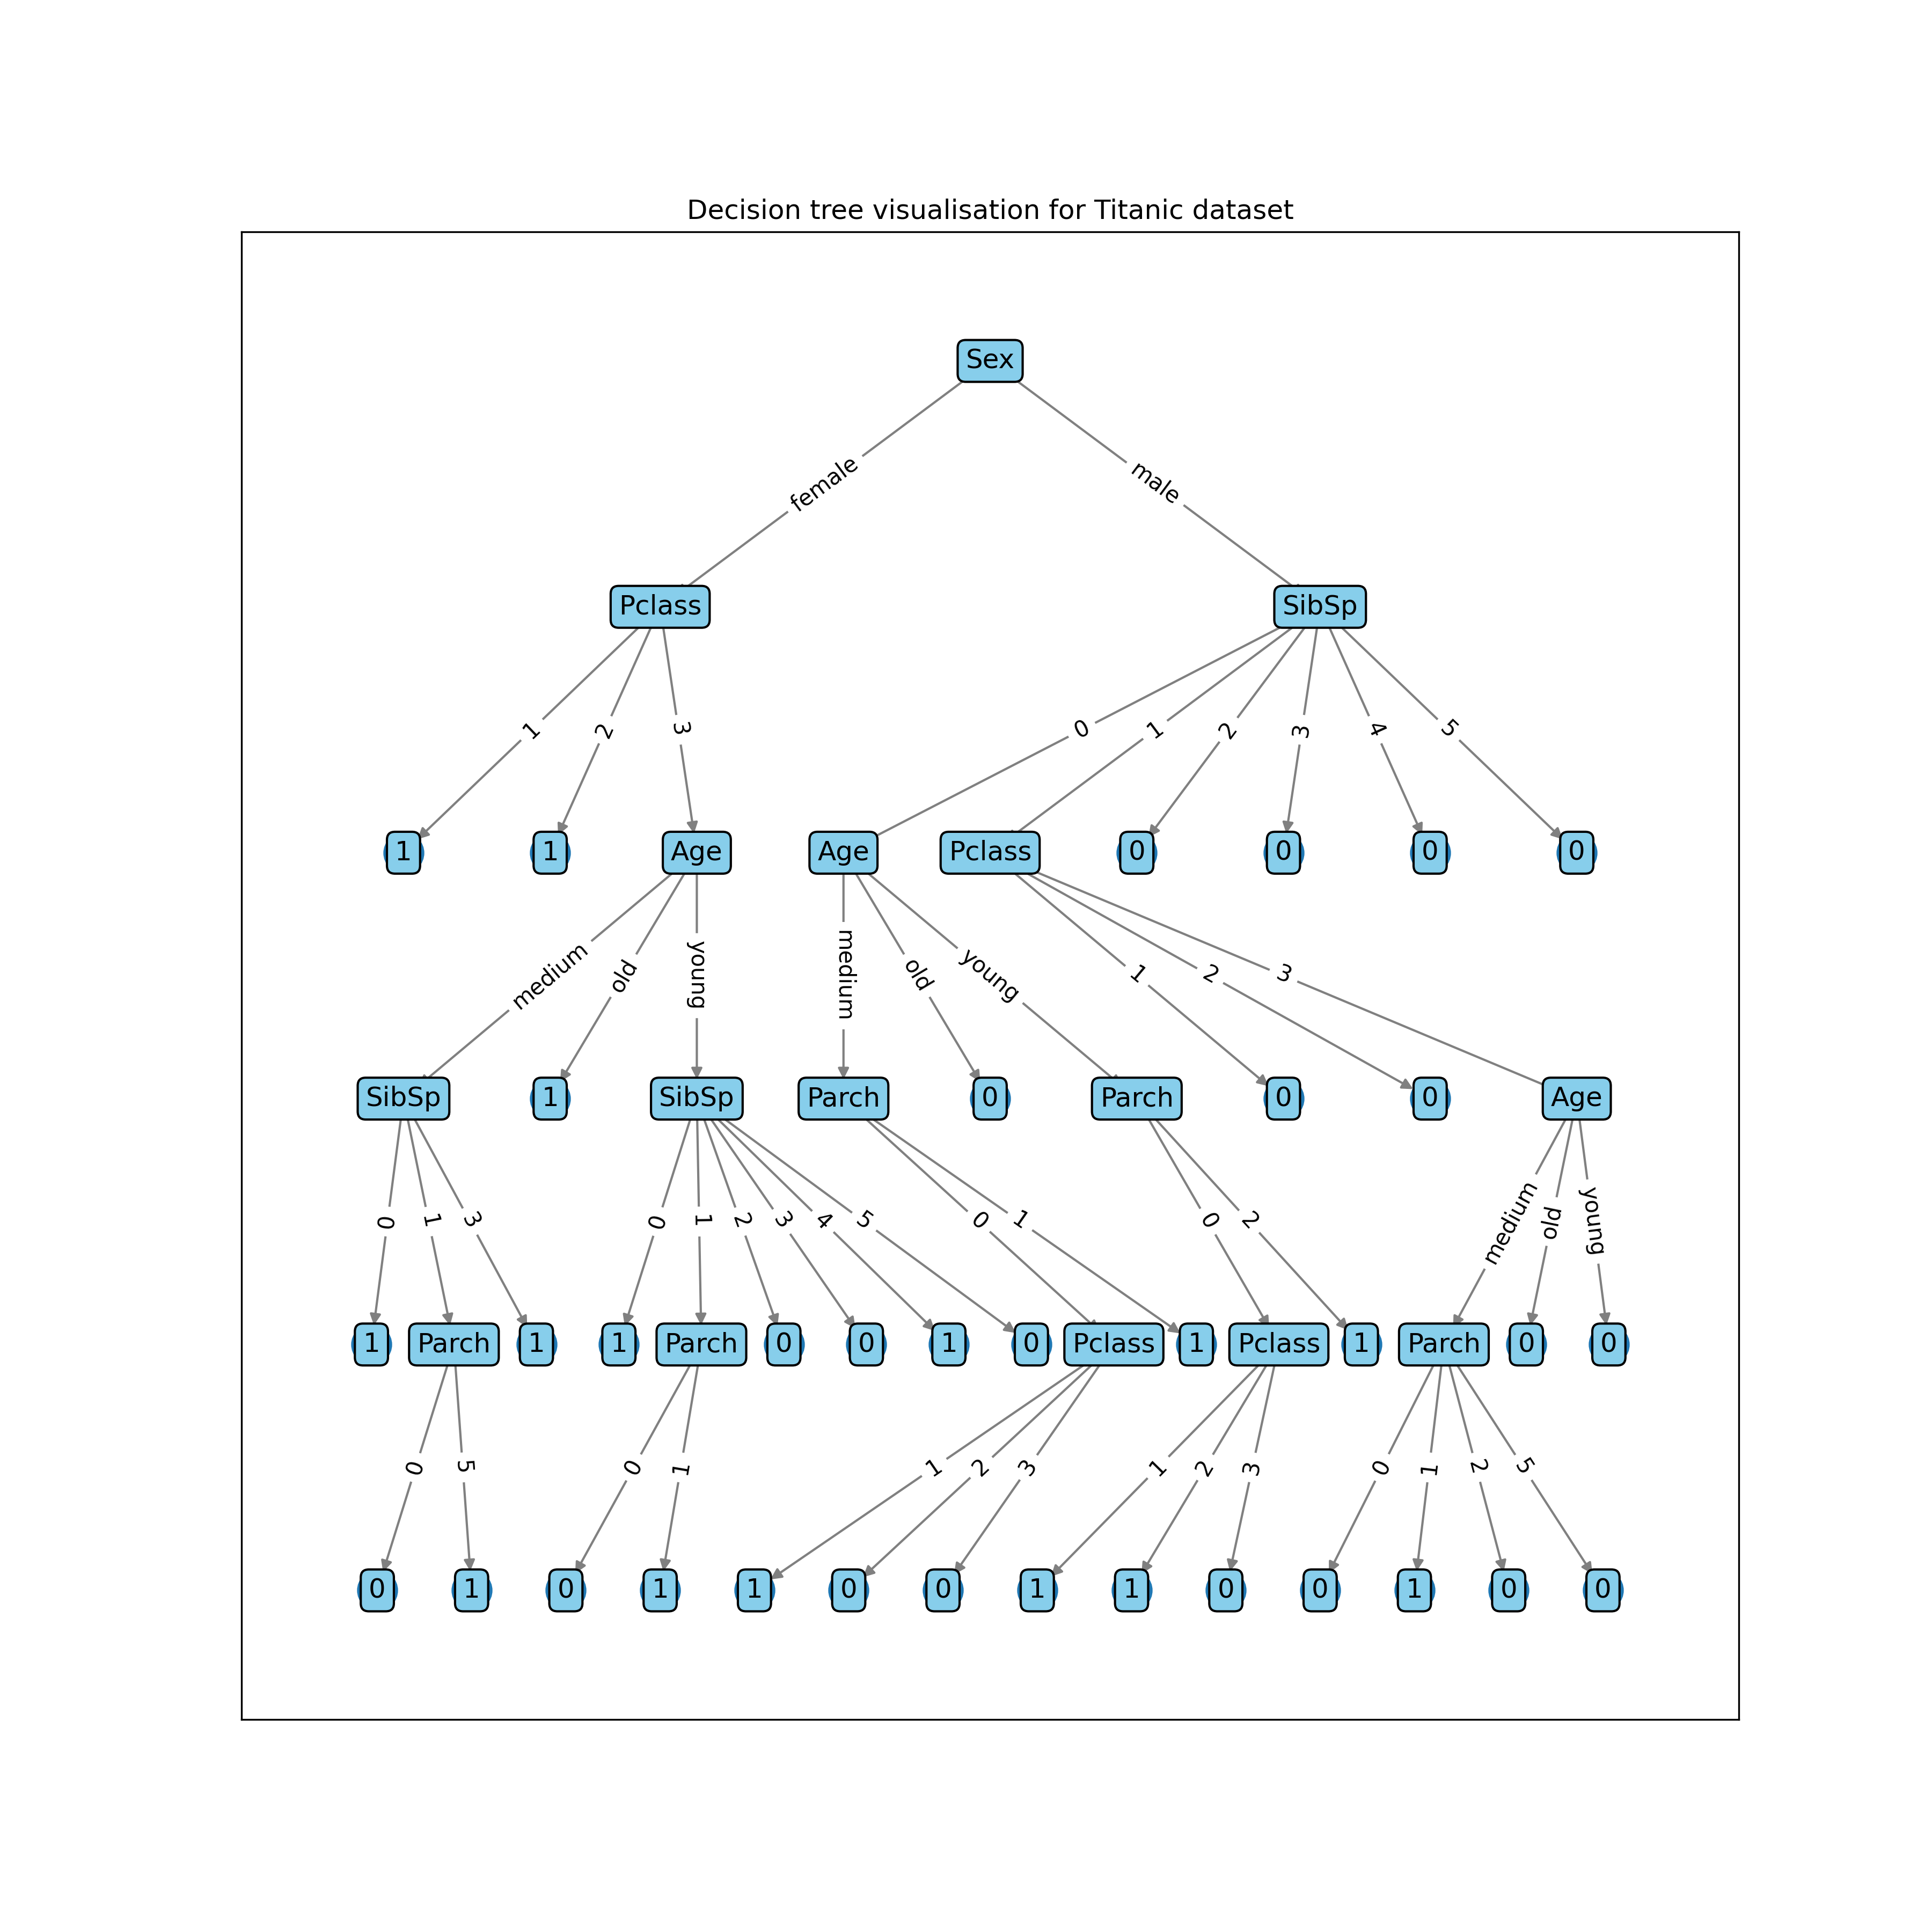 Decision tree visualisation for Titanic dataset
Sex
female male
Pclass SibSp
1 2 3 0 1 2 3 4 5
1 1 Age Age Pclass 0 0 0 0
medium old young medium old young 1 2 3
SibSp 1 SibSp Parch 0 Parch 0 0 Age
0 1 3 0 1 2 3 4 5 0 1 0 2 medium old young
1 Parch 1 1 Parch 0 0 1 0 Pclass 1 Pclass 1 Parch 0 0
0 5 0 1 1 2 3 1 2 3 0 1 2 5
0 1 0 1 1 0 0 1 1 0 0 1 0 0